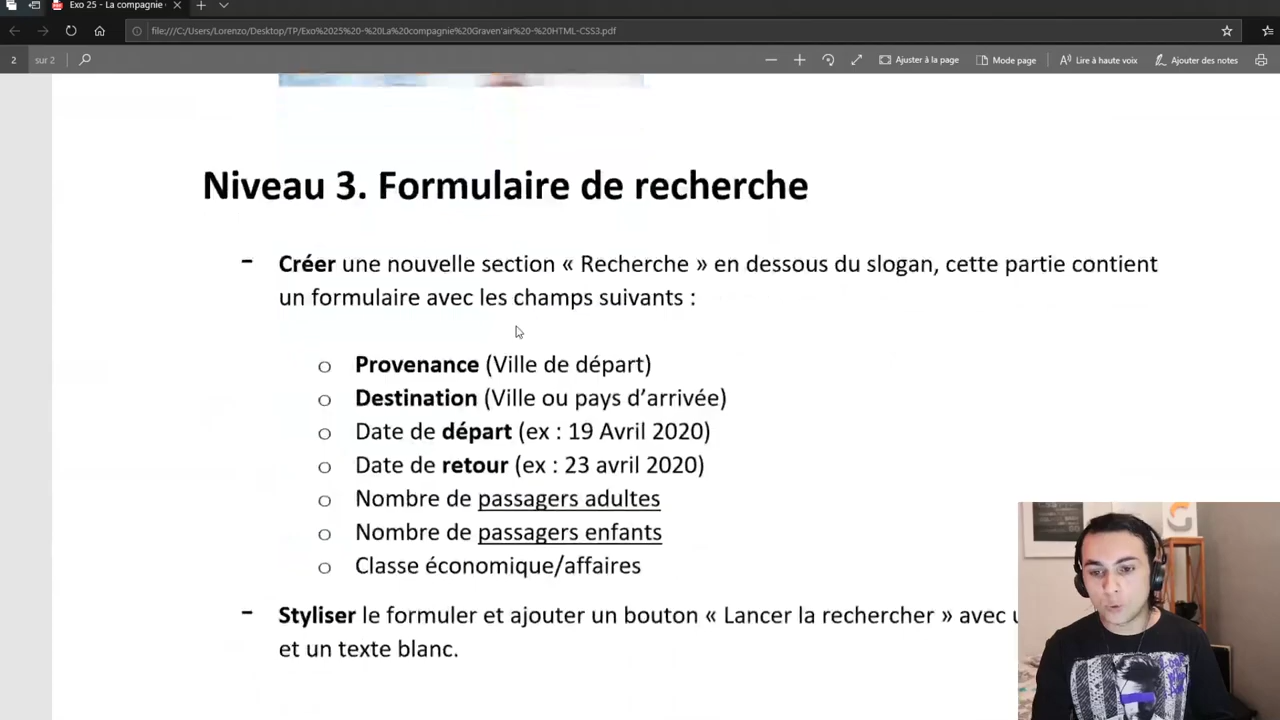 Exo 25 - La compagnie
file:///C:/Users/Lorenzo/Desktop/TP/Exo%2025%20-%20La%20compagnie%20Graven'air%20-%20HTML-CSS3.pdf
2 sur 2
Ajuster à la page
Mode page
Lire à haute voix
Ajouter des notes
Niveau 3. Formulaire de recherche
- Créer une nouvelle section « Recherche » en dessous du slogan, cette partie contient
un formulaire avec les champs suivants :
o Provenance (Ville de départ)
o Destination (Ville ou pays d'arrivée)
o Date de départ (ex : 19 Avril 2020)
o Date de retour (ex : 23 avril 2020)
o Nombre de passagers adultes
o Nombre de passagers enfants
o Classe économique/affaires
- Styliser le formuler et ajouter un bouton « Lancer la rechercher » avec
et un texte blanc.